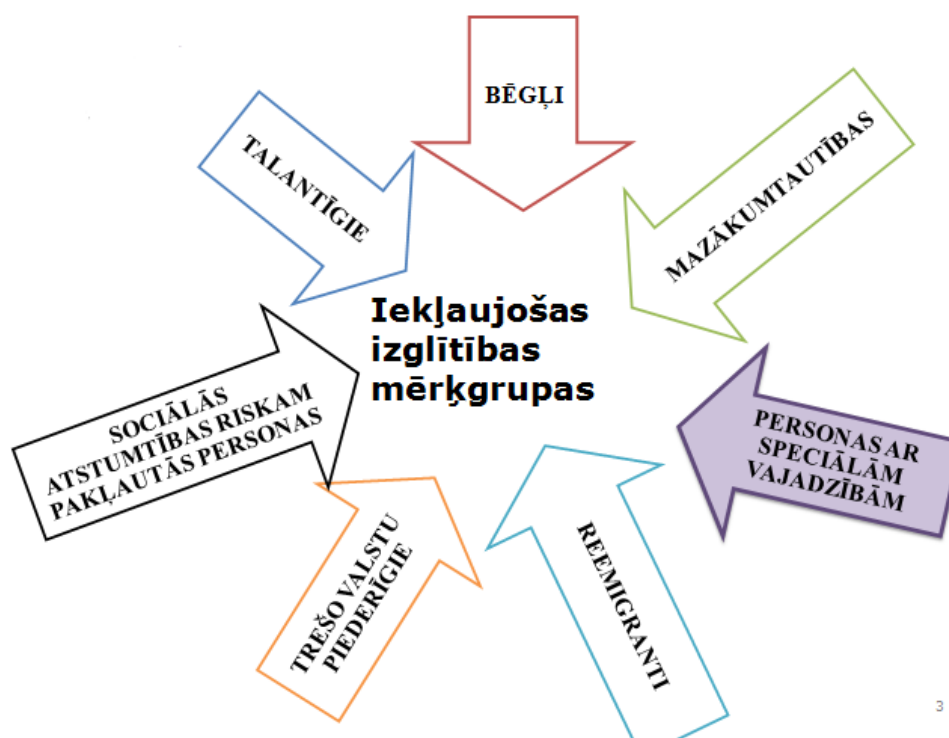 BĒGĻI
TALANTĪGIE
MAZĀKUMTAUTĪBAS
Iekļaujošas
izglītības
mērķgrupas
SOCIĀLĀS
ATSTUMTĪBAS RISKAM
PAKĻAUTĀS PERSONAS
PERSONAS AR
SPECIĀLĀM
VAJADZĪBĀM
TREŠO VALSTU
PIEDERĪGIE
REEMIGRANTI
3